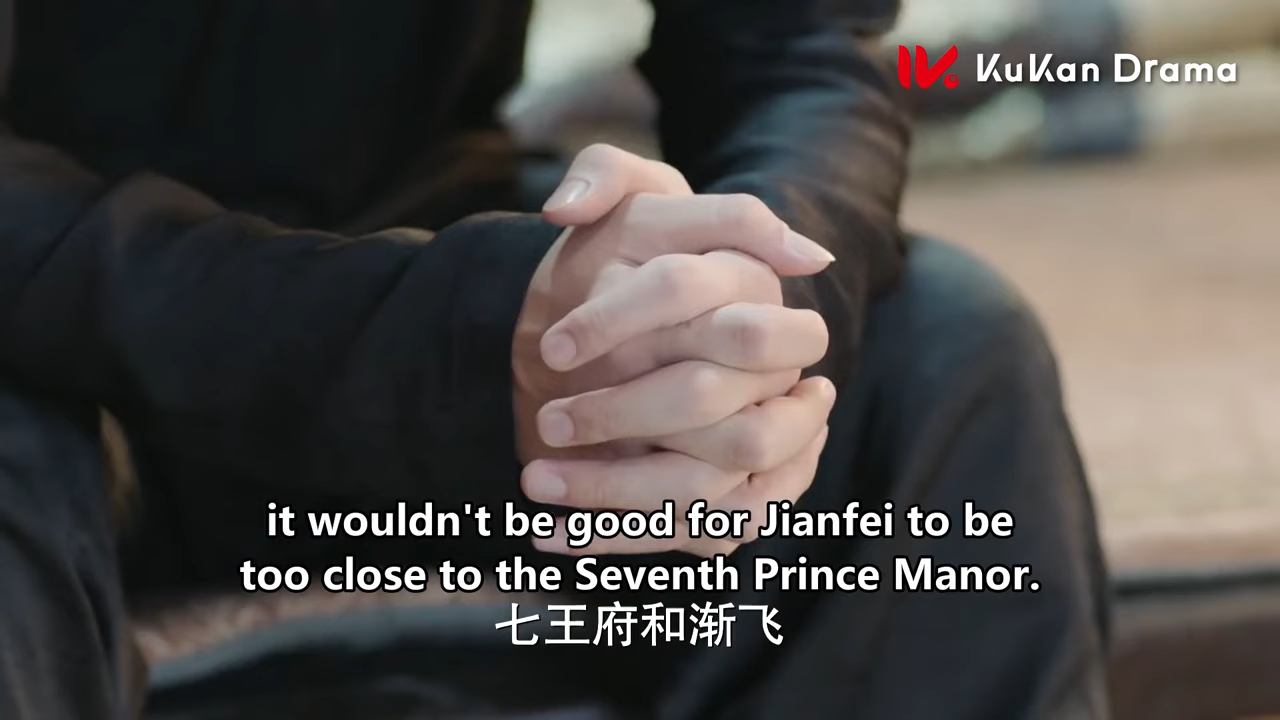 KuKan Drama
it wouldn't be good for Jianfei to be
too close to the Seventh Prince Manor.
七王府和渐飞